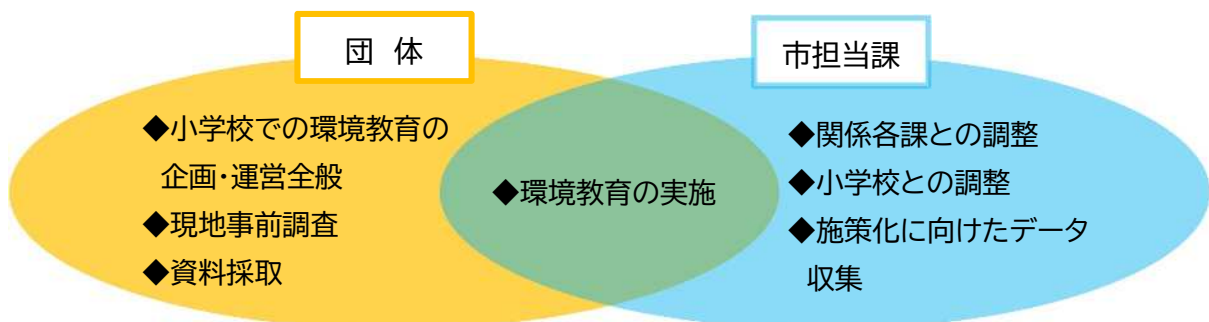 団 体
◆小学校での環境教育の
企画・運営全般
◆現地事前調査
◆資料採取
◆環境教育の実施
市担当課
◆関係各課との調整
◆小学校との調整
◆施策化に向けたデータ
収集